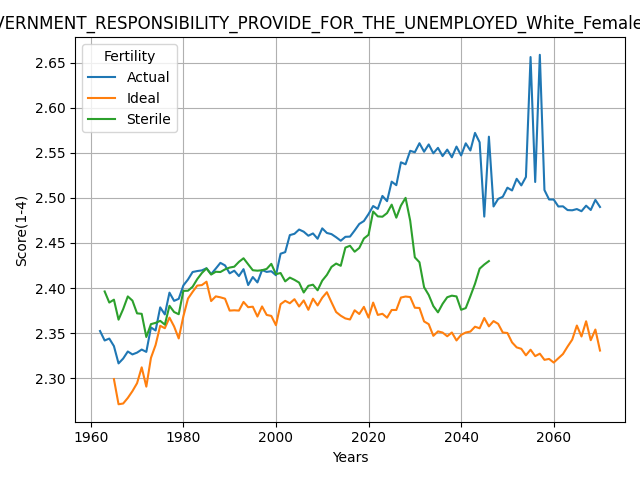 VERNMENT_RESPONSIBILITY_PROVIDE_FOR_THE_UNEMPLOYED_White_Female
Fertility
Actual
Ideal
Sterile
2.65
2.60
2.55
2.50
2.45
2.40
2.35
2.30
Score(1-4)
1960 1980 2000 2020 2040 2060
Years